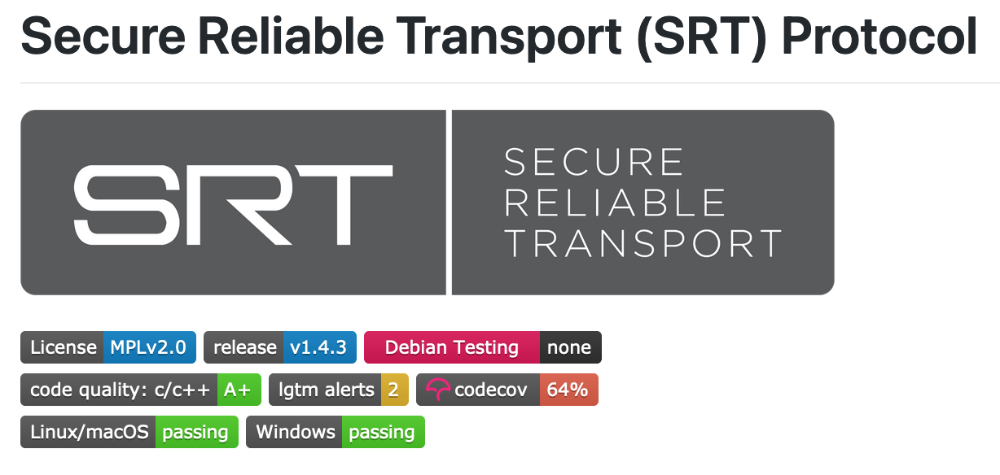 Secure Reliable Transport (SRT) Protocol
SRT
SECURE
RELIABLE
TRANSPORT
License MPLv2.0 release v1.4.3 Debian Testing none
code quality: c/c++ A+ lgtm alerts 2 codecov 64%
Linux/macOS passing Windows passing